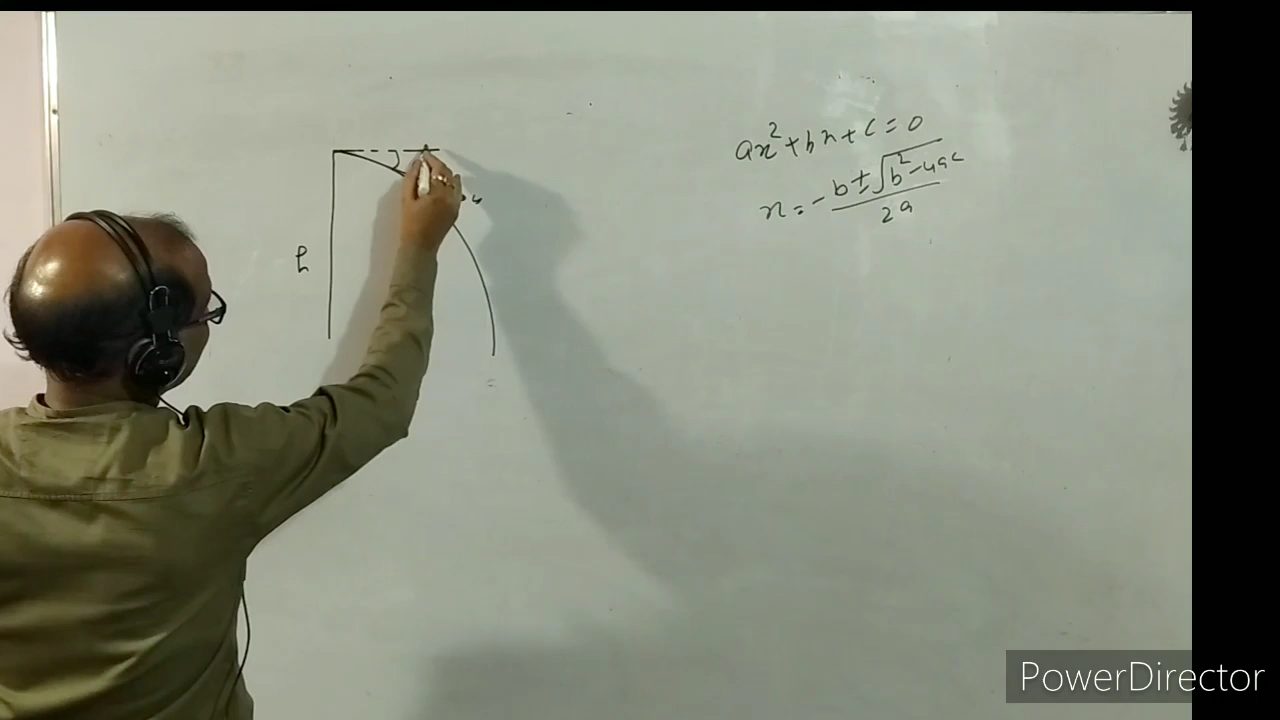 ax²+bx+c=0
x=-b±√b²-4ac
2a
h
u
PowerDirector